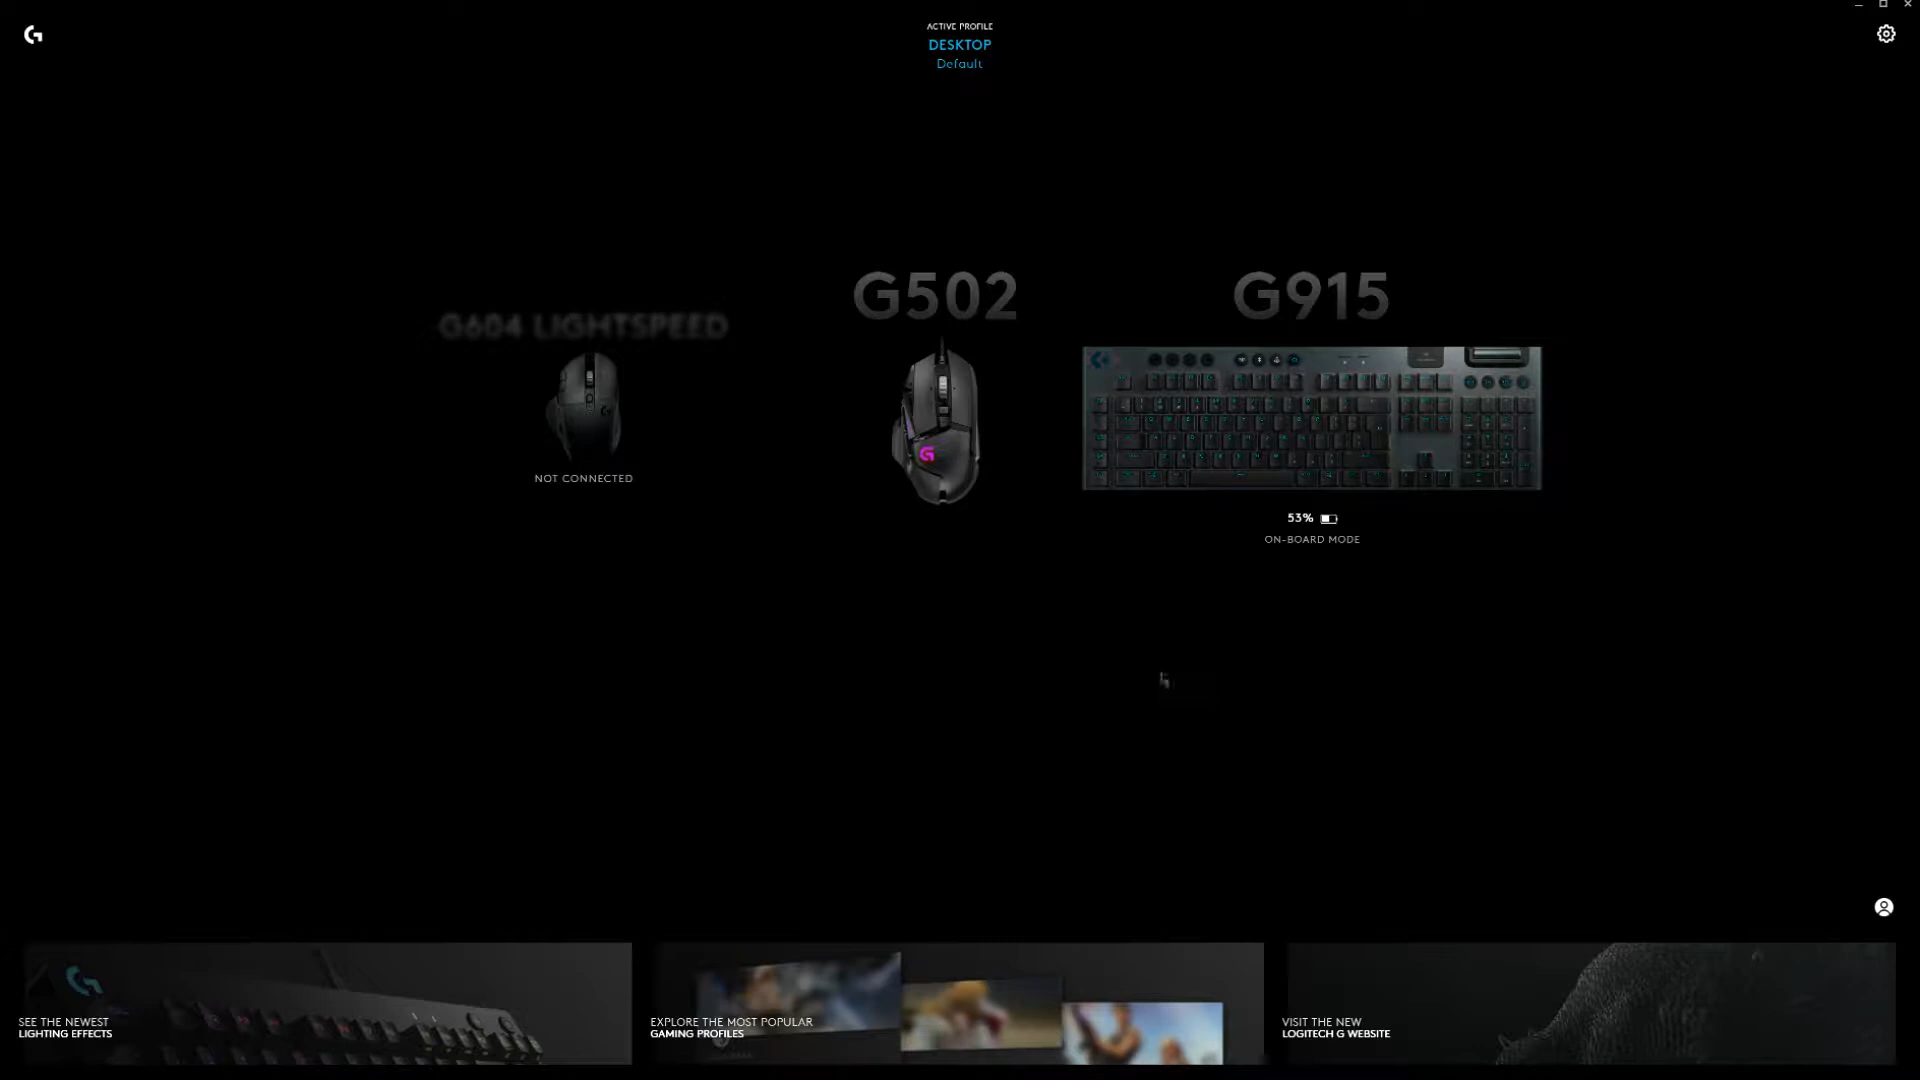 ACTIVE PROFILE
DESKTOP
Default
G604 LIGHTSPEED
G502
G915
NOT CONNECTED
53%
ON-BOARD MODE
SEE THE NEWEST
LIGHTING EFFECTS
EXPLORE THE MOST POPULAR
GAMING PROFILES
VISIT THE NEW
LOGITECH G WEBSITE